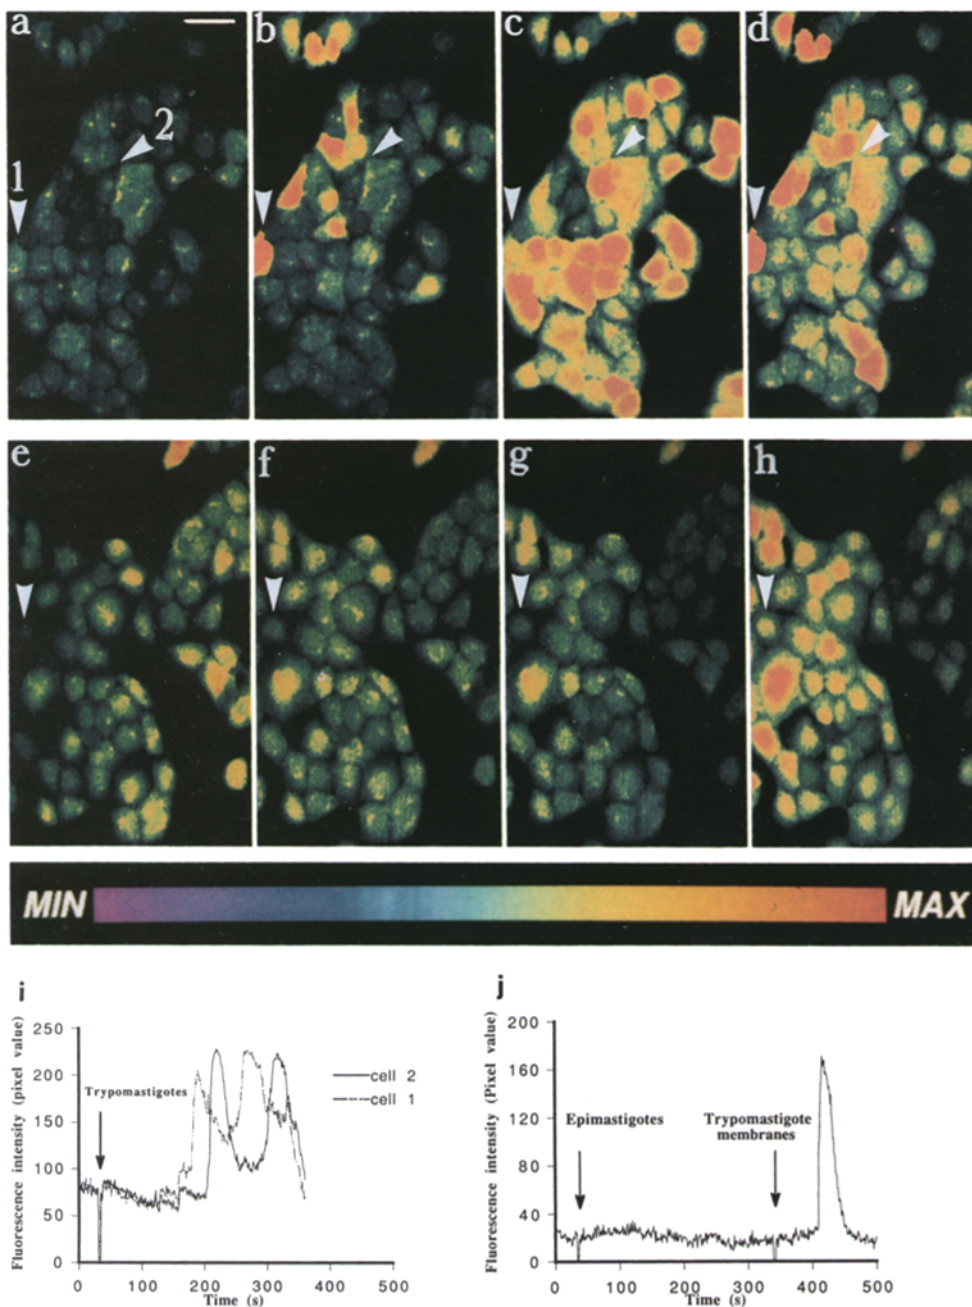 a b c d
2
1
e f g h
MIN MAX
i
Fluorescence intensity (pixel value)
250
200
150
100
50
0
Trypomastigotes
cell 2
cell 1
0 100 200 300 400 500
Time (s)
j
Fluorescence intensity (Pixel value)
200
160
120
80
40
0
Epimastigotes
Trypomastigote
membranes
0 100 200 300 400 500
Time (s)